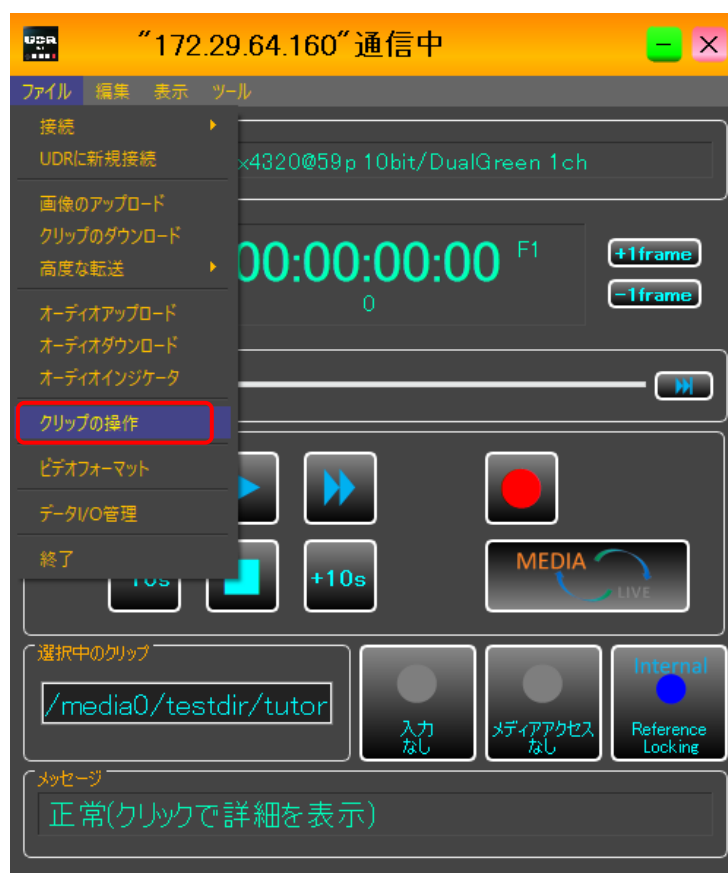 UDR
"172.29.64.160"通信中
ファイル 編集 表示 ツール
接続
UDRに新規接続
x4320@59p 10bit/DualGreen 1ch
画像のアップロード
クリップのダウンロード
高度な転送
00:00:00:00 F1
0
+1frame
-1frame
オーディオアップロード
オーディオダウンロード
オーディオインジケータ
クリップの操作
ビデオフォーマット
データI/O管理
終了
10s
+10s
MEDIA
LIVE
選択中のクリップ
/media0/testdir/tutor
入力
なし
メディアアクセス
なし
Internal
Reference
Locking
メッセージ
正常(クリックで詳細を表示)